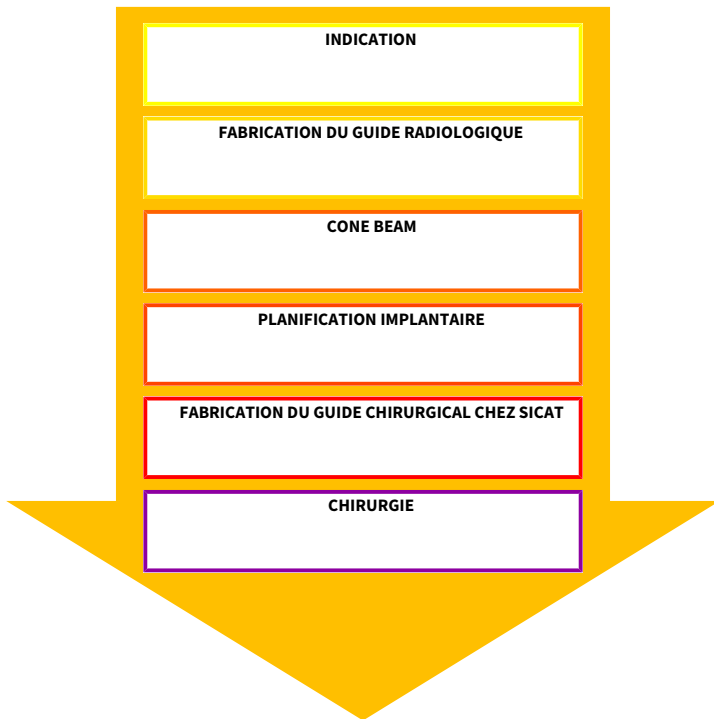 INDICATION
FABRICATION DU GUIDE RADIOLOGIQUE
CONE BEAM
PLANIFICATION IMPLANTAIRE
FABRICATION DU GUIDE CHIRURGICAL CHEZ SICAT
CHIRURGIE